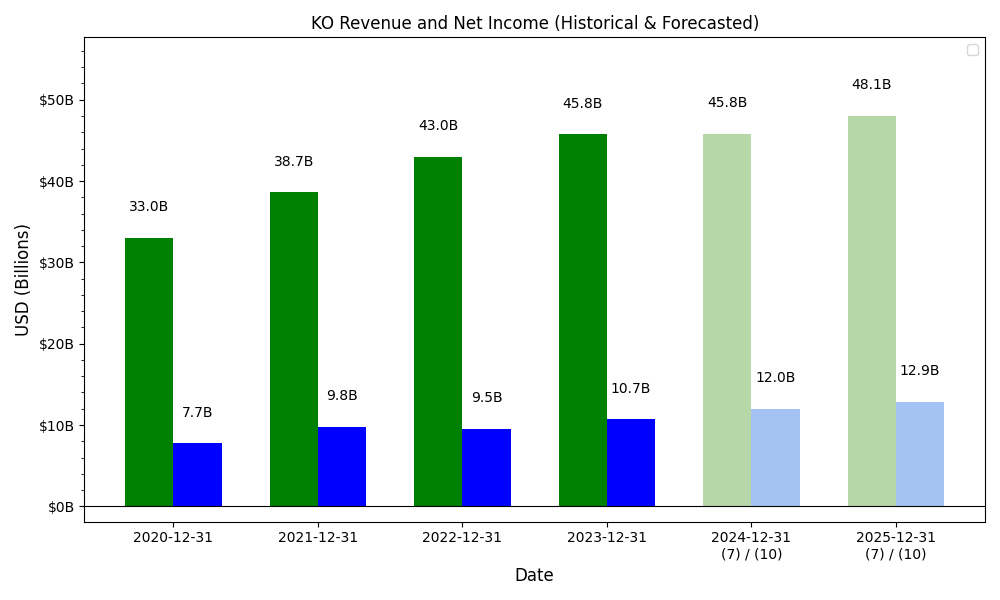 KO Revenue and Net Income (Historical & Forecasted)
USD (Billions)
$50B
$40B
$30B
$20B
$10B
$0B
33.0B
7.7B
38.7B
9.8B
43.0B
9.5B
45.8B
10.7B
45.8B
12.0B
48.1B
12.9B
2020-12-31
2021-12-31
2022-12-31
2023-12-31
2024-12-31
(7) / (10)
2025-12-31
(7) / (10)
Date